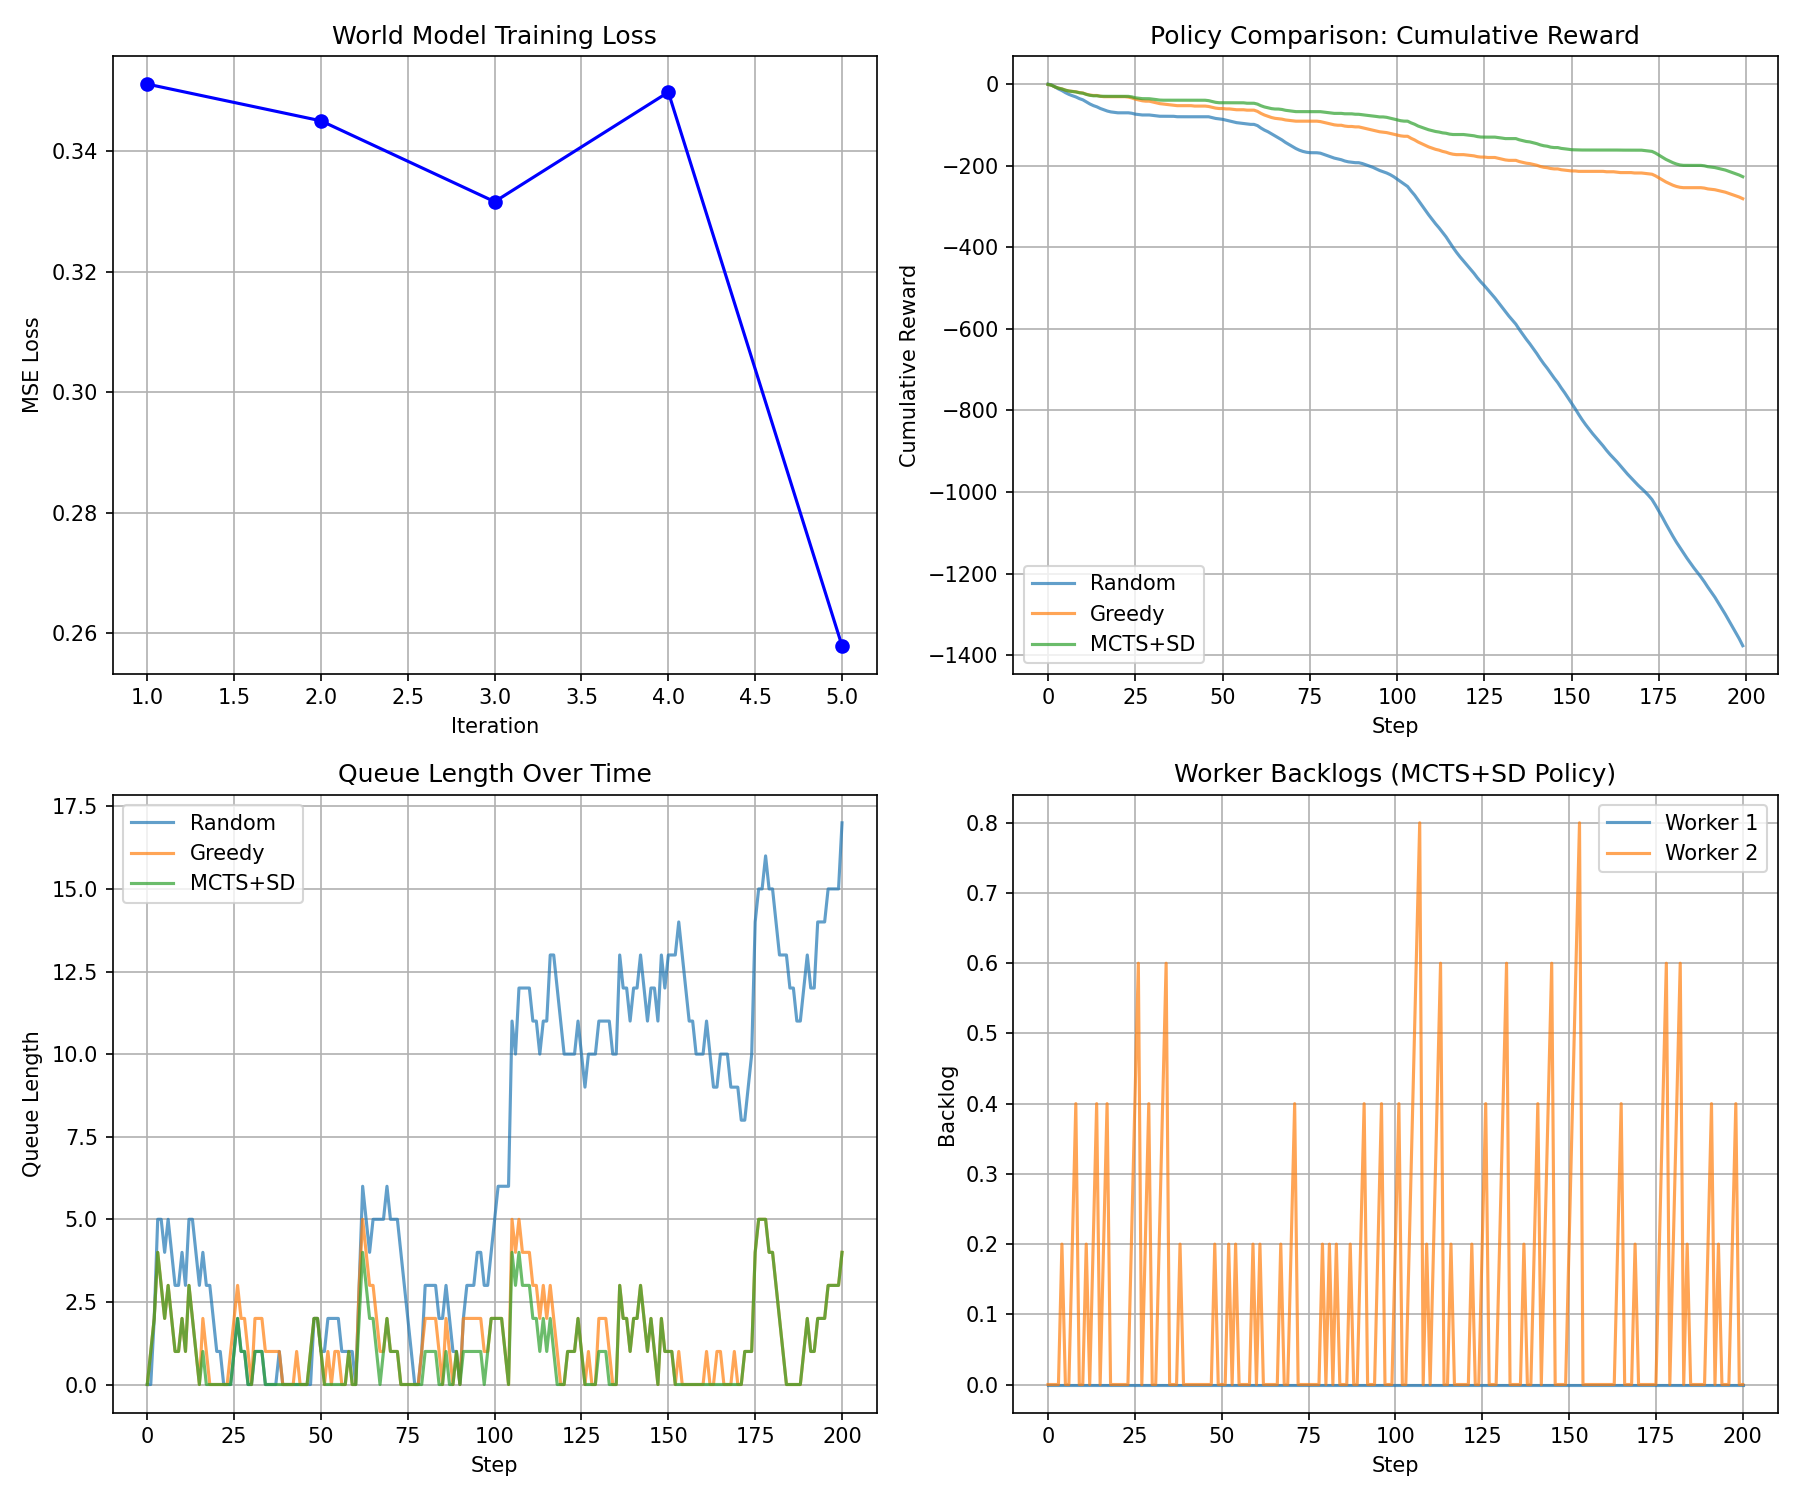 World Model Training Loss
MSE Loss
0.34
0.32
0.30
0.28
0.26
1.0 1.5 2.0 2.5 3.0 3.5 4.0 4.5 5.0
Iteration
Policy Comparison: Cumulative Reward
Cumulative Reward
0
−200
−400
−600
−800
−1000
−1200
−1400
Random
Greedy
MCTS+SD
0 25 50 75 100 125 150 175 200
Step
Queue Length Over Time
Queue Length
17.5
15.0
12.5
10.0
7.5
5.0
2.5
0.0
Random
Greedy
MCTS+SD
0 25 50 75 100 125 150 175 200
Step
Worker Backlogs (MCTS+SD Policy)
Backlog
0.8
0.7
0.6
0.5
0.4
0.3
0.2
0.1
0.0
Worker 1
Worker 2
0 25 50 75 100 125 150 175 200
Step